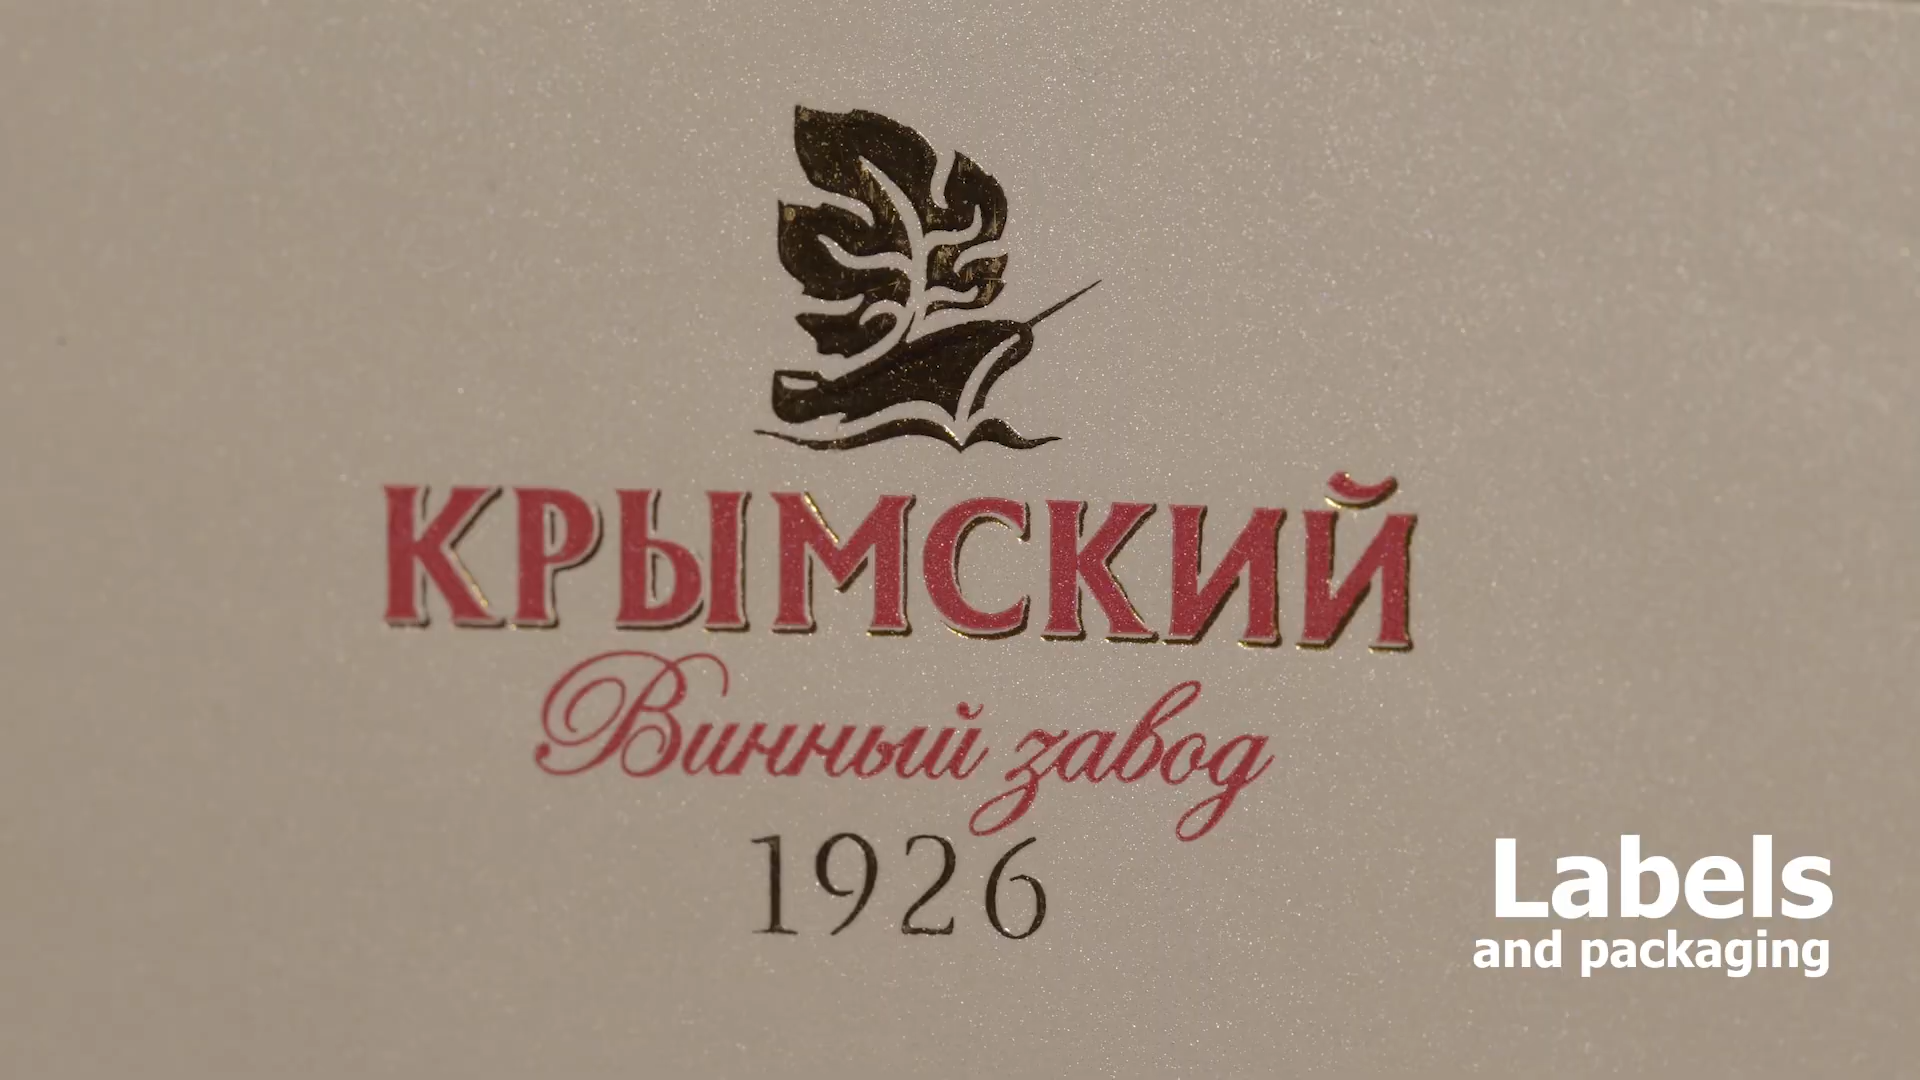 КРЫМСКИЙ
Винный завод
1926
Labels
and packaging